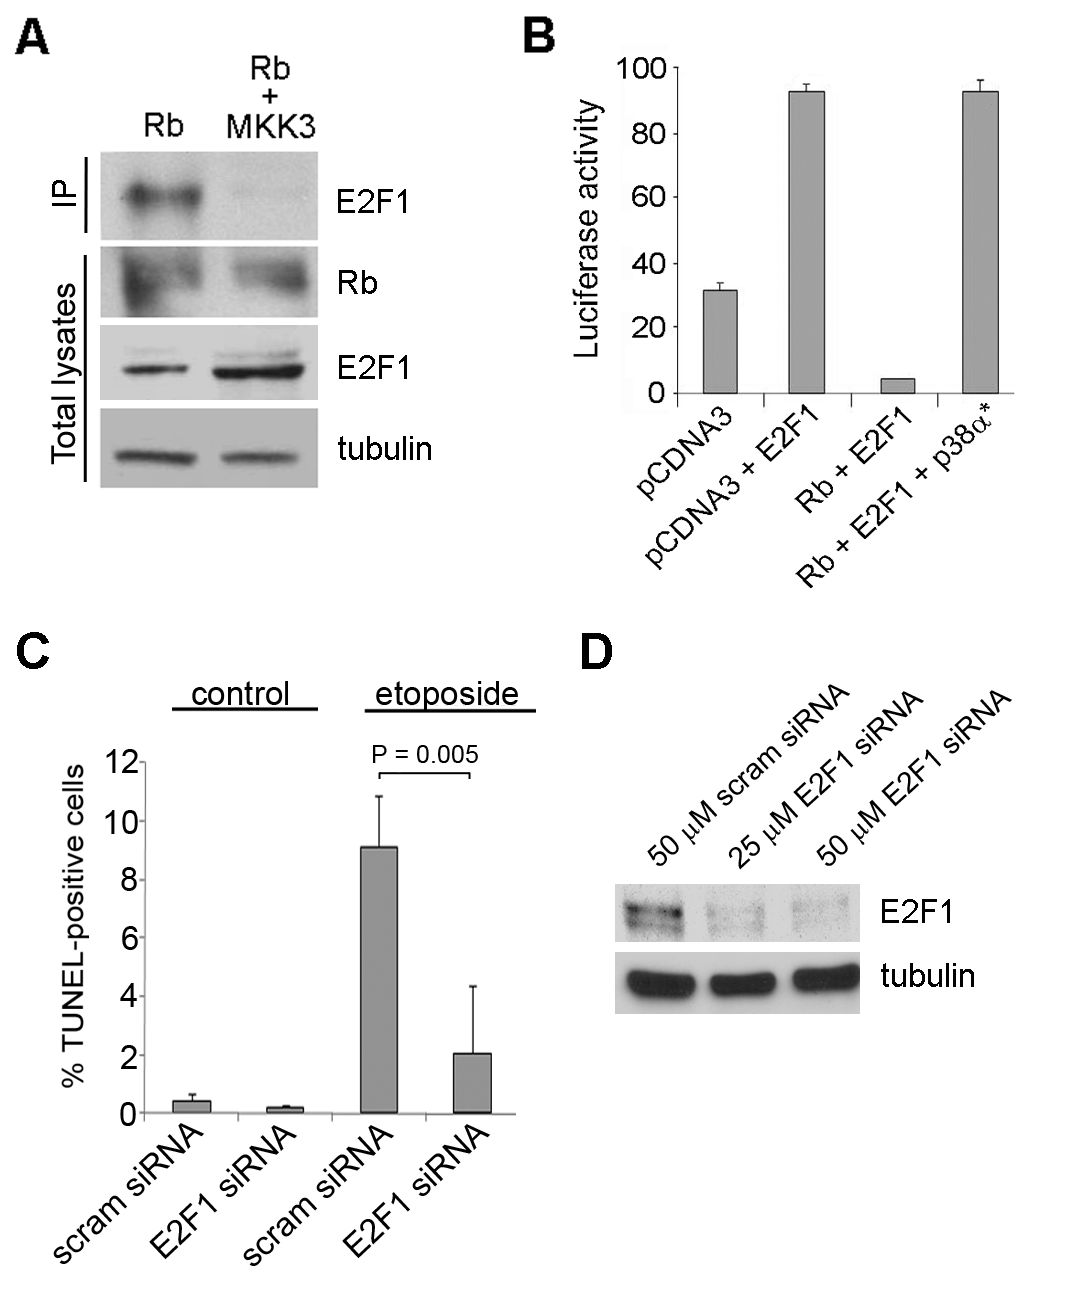 A
Rb
Rb
+
MKK3
IP
E2F1
Total lysates
Rb
E2F1
tubulin
B
Luciferase activity
100
80
60
40
20
0
pCDNA3
pCDNA3 + E2F1
Rb + E2F1
Rb + E2F1 + p38α*
C
control
etoposide
P = 0.005
% TUNEL-positive cells
12
10
8
6
4
2
0
scram siRNA
E2F1 siRNA
scram siRNA
E2F1 siRNA
D
50 μM scram siRNA
25 μM E2F1 siRNA
50 μM E2F1 siRNA
E2F1
tubulin